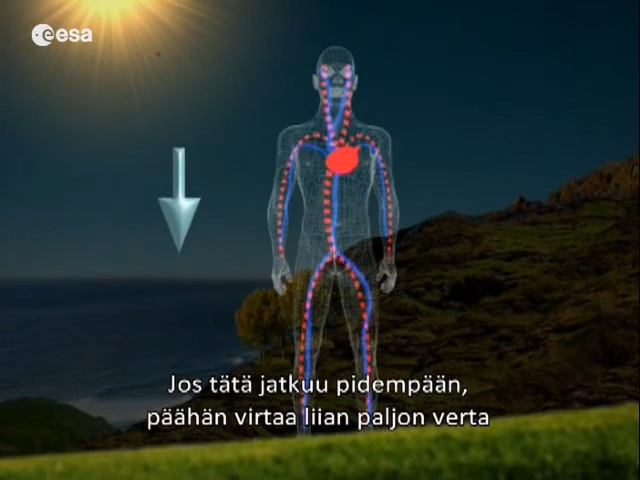 esa
Jos tätä jatkuu pidempään,
päähän virtaa liian paljon verta